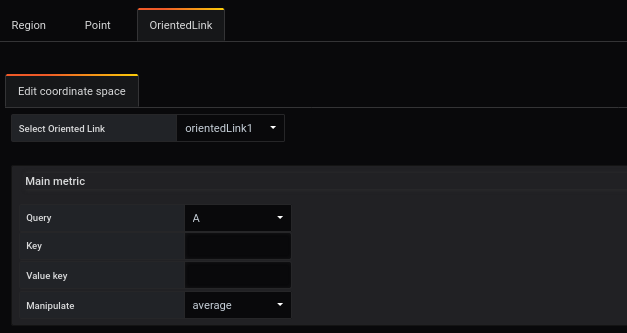 Region Point OrientedLink
Edit coordinate space
Select Oriented Link orientedLink1
Main metric
Query A
Key
Value key
Manipulate average